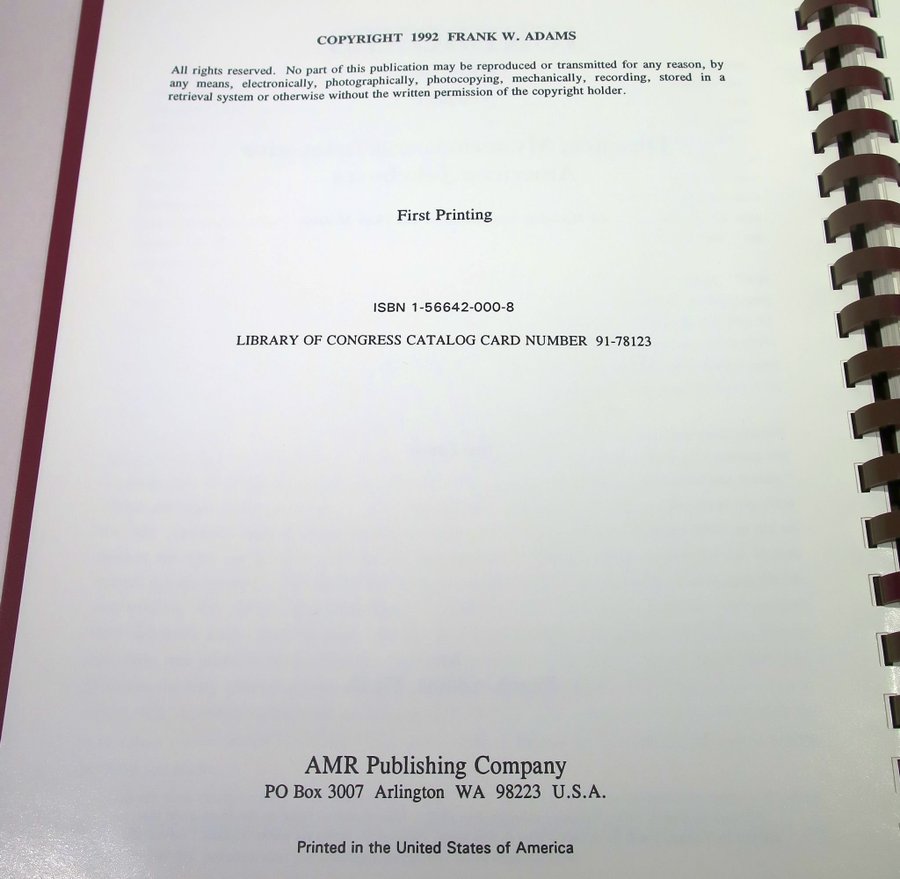 COPYRIGHT 1992 FRANK W. ADAMS
All rights reserved. No part of this publication may be reproduced or transmitted for any reason, by
any means, electronically, photographically, photocopying, mechanically, recording, stored in a
retrieval system or otherwise without the written permission of the copyright holder.
First Printing
ISBN 1-56642-000-8
LIBRARY OF CONGRESS CATALOG CARD NUMBER 91-78123
AMR Publishing Company
PO Box 3007 Arlington WA 98223 U.S.A.
Printed in the United States of America